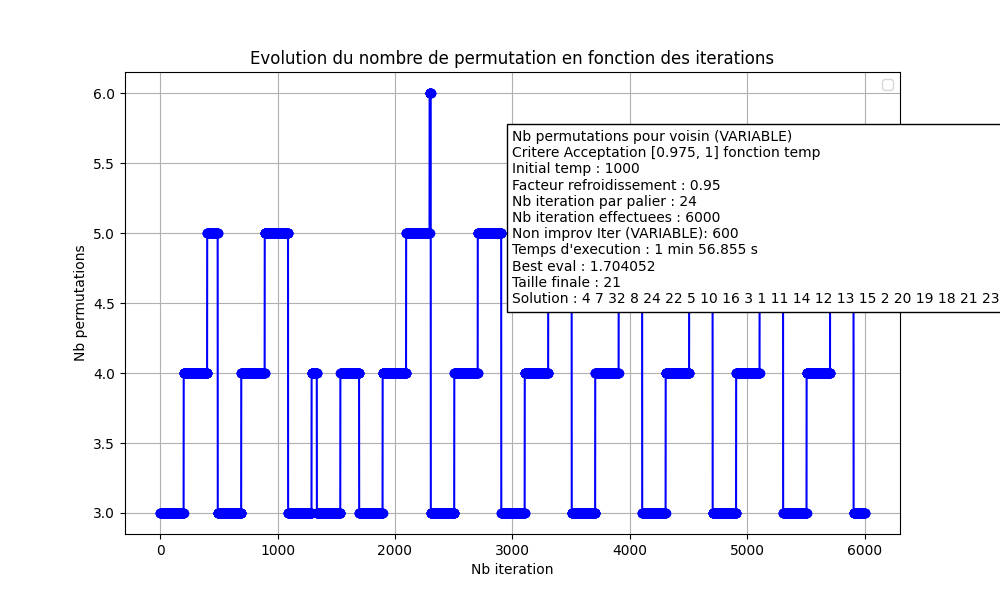 Evolution du nombre de permutation en fonction des iterations
6.0
5.5
5.0
4.5
4.0
3.5
3.0
Nb permutations
Nb permutations pour voisin (VARIABLE)
Critere Acceptation [0.975, 1] fonction temp
Initial temp : 1000
Facteur refroidissement : 0.95
Nb iteration par palier : 24
Nb iteration effectuees : 6000
Non improv Iter (VARIABLE): 600
Temps d'execution : 1 min 56.855 s
Best eval : 1.704052
Taille finale : 21
Solution : 4 7 32 8 24 22 5 10 16 3 1 11 14 12 13 15 2 20 19 18 21 23
0 1000 2000 3000 4000 5000 6000
Nb iteration